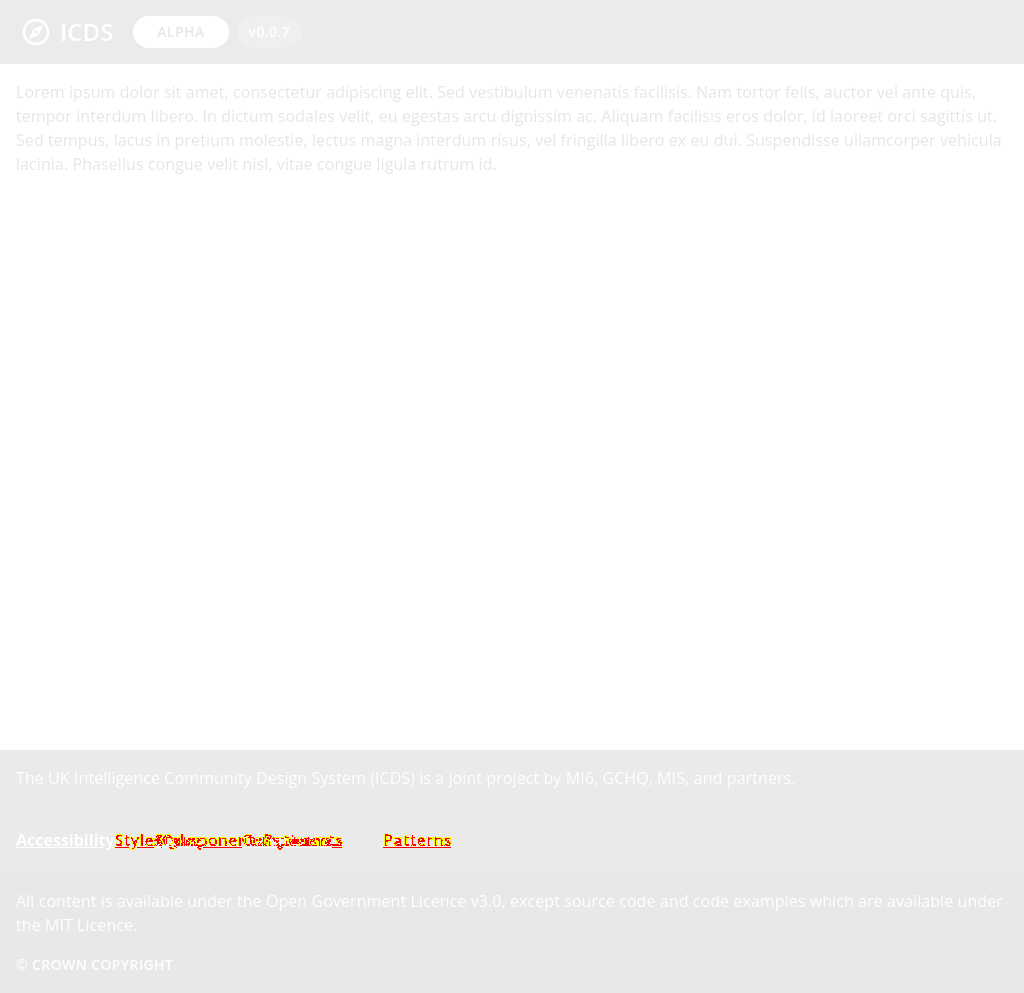 ICDS ALPHA v0.0.7
Lorem ipsum dolor sit amet, consectetur adipiscing elit. Sed vestibulum venenatis facilisis. Nam tortor felis, auctor vel ante quis,
tempor interdum libero. In dictum sodales velit, eu egestas arcu dignissim ac. Aliquam facilisis eros dolor, id laoreet orci sagittis ut.
Sed tempus, lacus in pretium molestie, lectus magna interdum risus, vel fringilla libero ex eu dui. Suspendisse ullamcorper vehicula
lacinia. Phasellus congue velit nisl, vitae congue ligula rutrum id.
The UK Intelligence Community Design System (ICDS) is a joint project by MI6, GCHQ, MI5, and partners.
Accessibility Patterns
All content is available under the Open Government Licence v3.0, except source code and code examples which are available under
the MIT Licence.
© CROWN COPYRIGHT